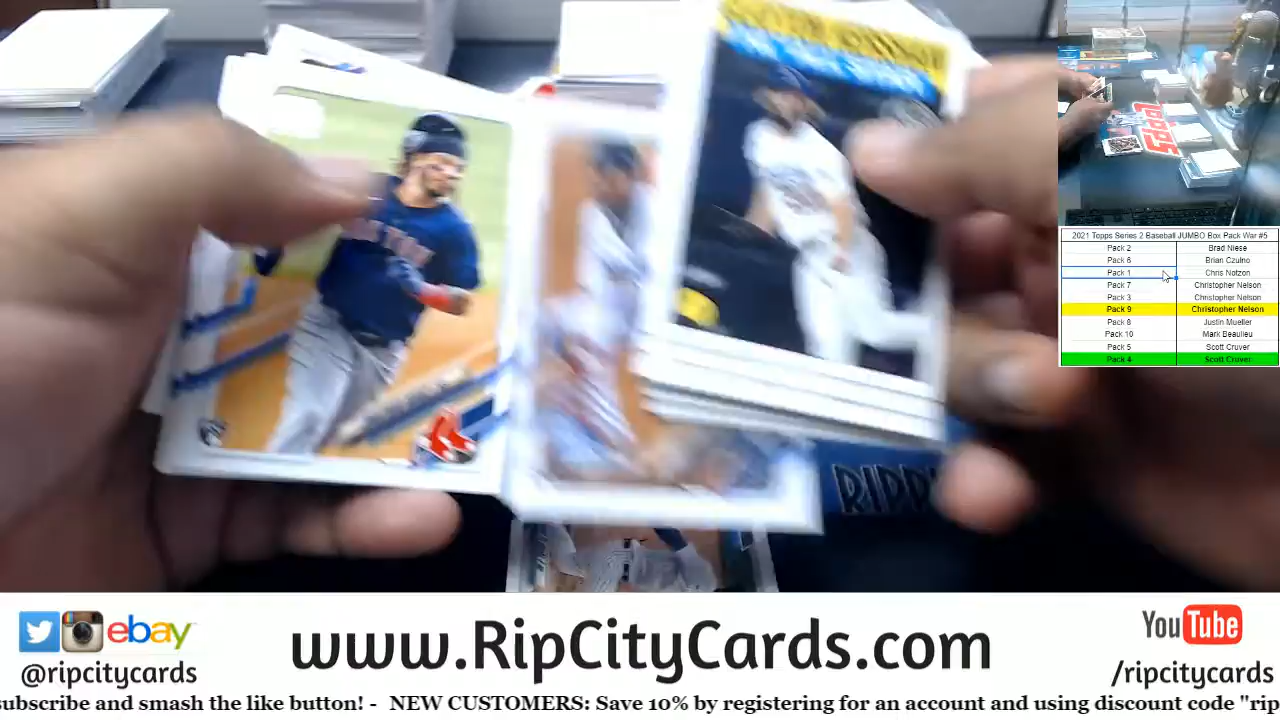 2021 Topps Series 2 Baseball JUMBO Box Pack War #5
Pack 2 Brad Niese
Pack 6 Brian Czulno
Pack 1 Chris Notzon
Pack 7 Christopher Nelson
Pack 3 Christopher Nelson
Pack 9 Christopher Nelson
Pack 8 Justin Mueller
Pack 10 Mark Beaulieu
Pack 5 Scott Cruver
Pack 4 Scott Cruver
Topps
RIPP
ebay
@ripcitycards
www.RipCityCards.com
YouTube
/ripcitycards
subscribe and smash the like button! - NEW CUSTOMERS: Save 10% by registering for an account and using discount code "rip